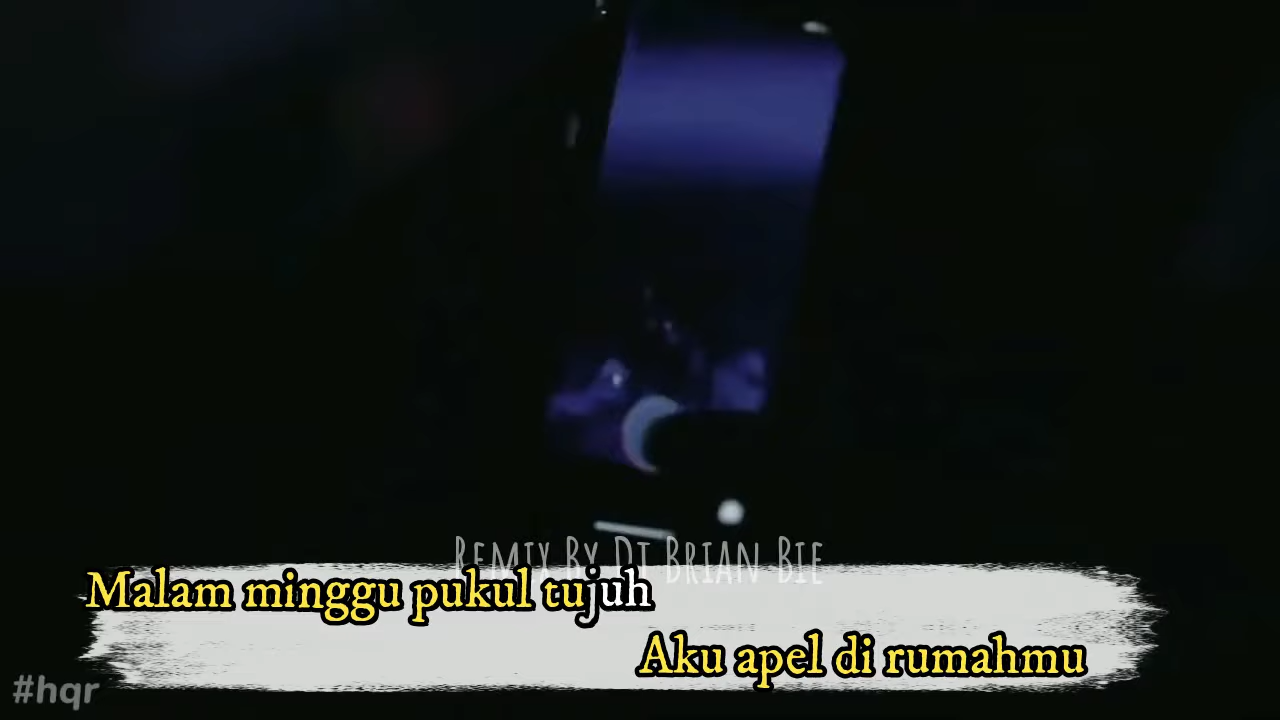 Remix By Dj Brian Bie
Malam minggu pukul tujuh
Aku apel di rumahmu
#hqr